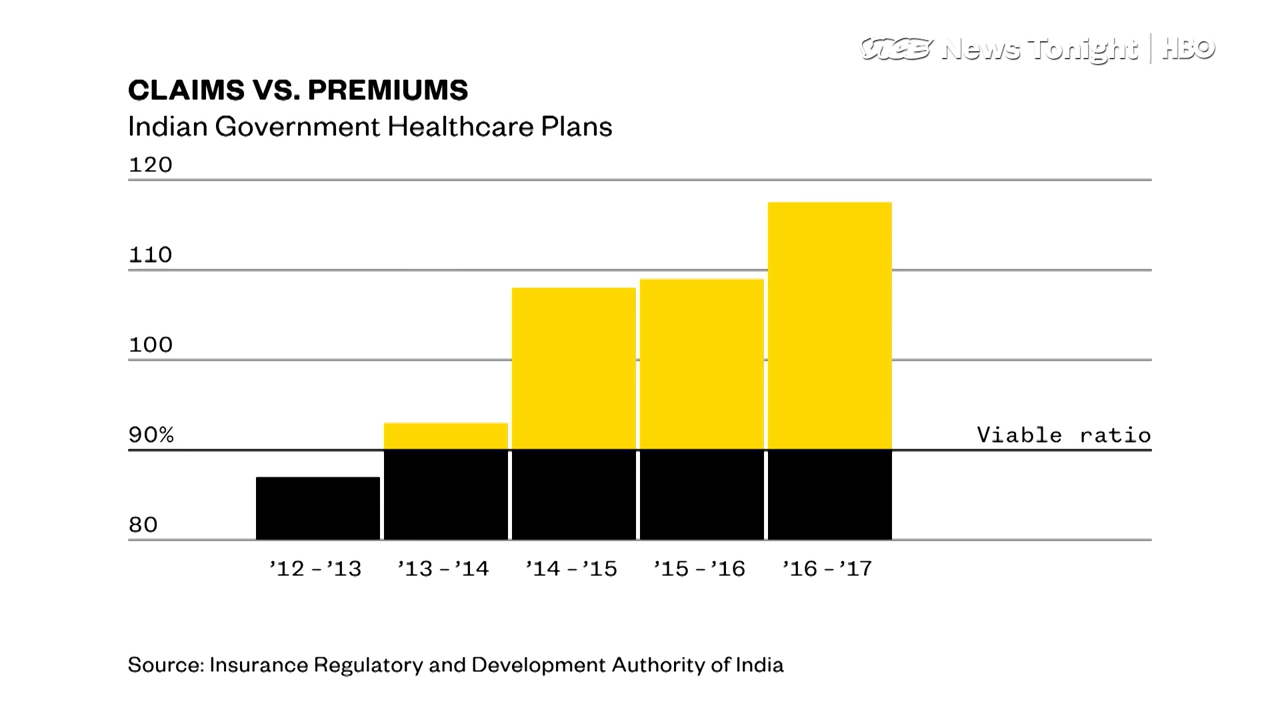 VICE News Tonight | HBO
CLAIMS VS. PREMIUMS
Indian Government Healthcare Plans
120
110
100
90%
Viable ratio
80
’12 – ’13
’13 – ’14
’14 – ’15
’15 – ’16
’16 – ’17
Source: Insurance Regulatory and Development Authority of India